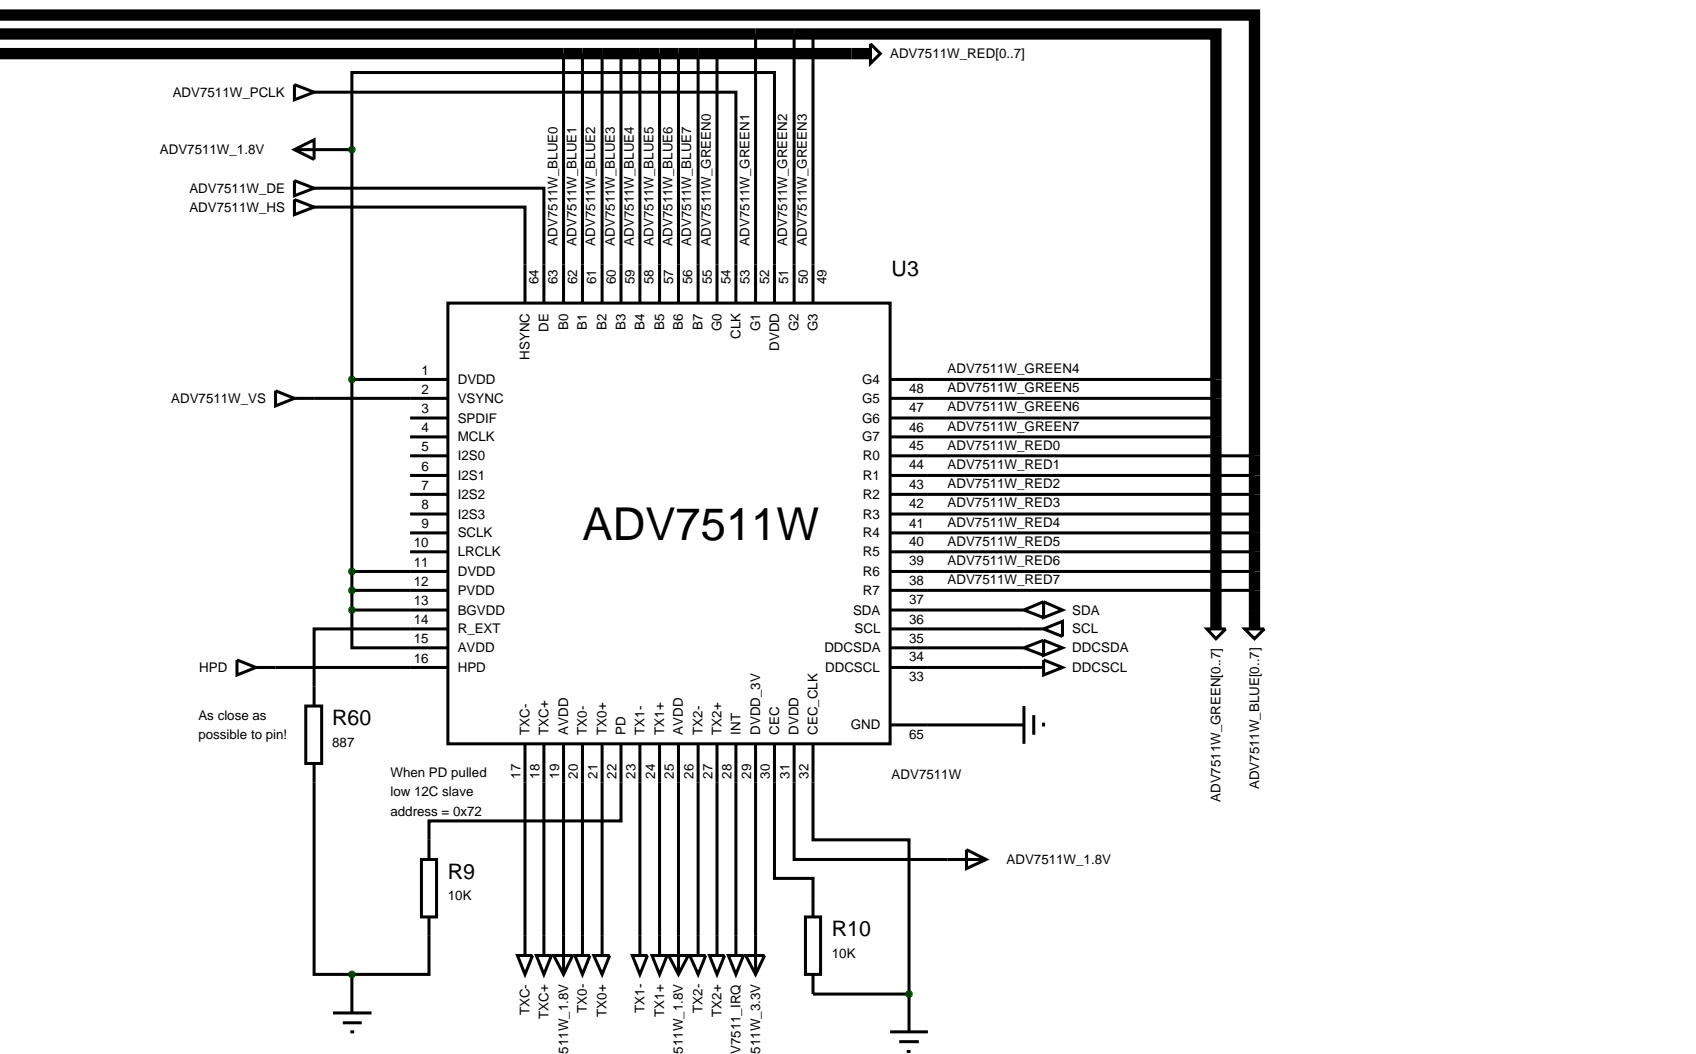 ADV7511W_RED[0..7]
ADV7511W_PCLK
ADV7511W_1.8V
ADV7511W_DE
ADV7511W_HS
ADV7511W_BLUE0
ADV7511W_BLUE1
ADV7511W_BLUE2
ADV7511W_BLUE3
ADV7511W_BLUE4
ADV7511W_BLUE5
ADV7511W_BLUE6
ADV7511W_BLUE7
ADV7511W_GREEN0
ADV7511W_GREEN1
ADV7511W_GREEN2
ADV7511W_GREEN3
64
63
62
61
60
59
58
57
56
55
54
53
52
51
50
49
U3
HSYNC
DE
B0
B1
B2
B3
B4
B5
B6
B7
G0
CLK
G1
DVDD
G2
G3
ADV7511W_VS
1
DVDD
2
VSYNC
3
SPDIF
4
MCLK
5
I2S0
6
I2S1
7
I2S2
8
I2S3
9
SCLK
10
LRCLK
11
DVDD
12
PVDD
13
BGVDD
14
R_EXT
15
AVDD
16
HPD
HPD
ADV7511W
G4
ADV7511W_GREEN4
48
G5
ADV7511W_GREEN5
47
G6
ADV7511W_GREEN6
46
G7
ADV7511W_GREEN7
45
R0
ADV7511W_RED0
44
R1
ADV7511W_RED1
43
R2
ADV7511W_RED2
42
R3
ADV7511W_RED3
41
R4
ADV7511W_RED4
40
R5
ADV7511W_RED5
39
R6
ADV7511W_RED6
38
R7
ADV7511W_RED7
37
SDA
SDA
36
SCL
SCL
35
DDCSDA
DDCSDA
34
DDCSCL
DDCSCL
33
GND
65
ADV7511W_GREEN[0..7]
ADV7511W_BLUE[0..7]
TXC-
TXC+
AVDD
TX0-
TX0+
PD
TX1-
TX1+
AVDD
TX2-
TX2+
INT
DVDD_3V
CEC
DVDD
CEC_CLK
17
18
19
20
21
22
23
24
25
26
27
28
29
30
31
32
ADV7511W
As close as
possible to pin!
R60
887
When PD pulled
low 12C slave
address = 0x72
R9
10K
R10
10K
ADV7511W_1.8V
TXC-
TXC+
511W_1.8V
TX0-
TX0+
TX1-
TX1+
511W_1.8V
TX2-
TX2+
V7511_IRQ
511W_3.3V